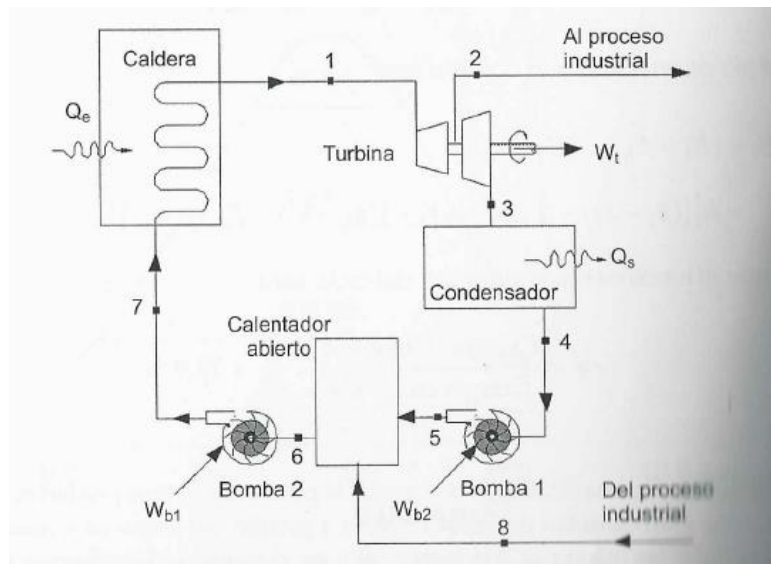 Caldera
1
2
Al proceso
industrial
Qe
Turbina
Wt
3
Qs
Condensador
7
Calentador
abierto
4
5
6
Bomba 2
Bomba 1
Wb1
Wb2
Del proceso
industrial
8